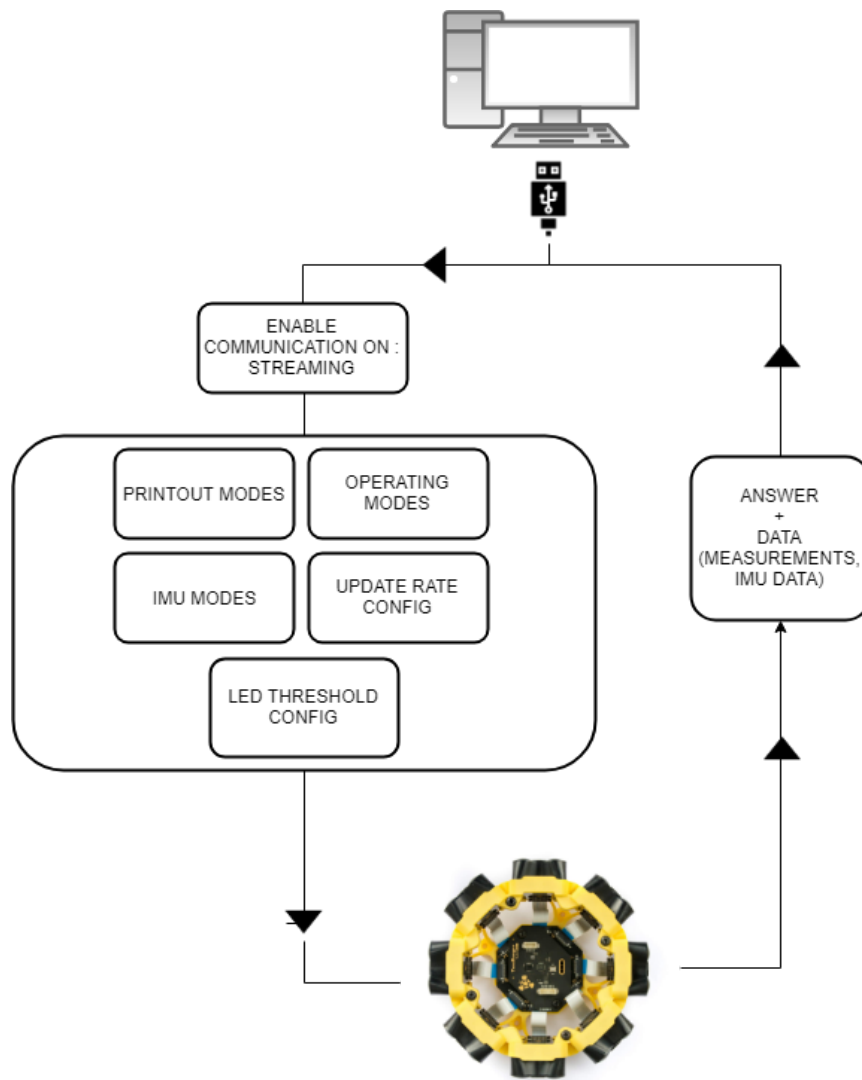 ENABLE
COMMUNICATION ON :
STREAMING
PRINTOUT MODES
OPERATING
MODES
IMU MODES
UPDATE RATE
CONFIG
LED THRESHOLD
CONFIG
ANSWER
+
DATA
(MEASUREMENTS,
IMU DATA)